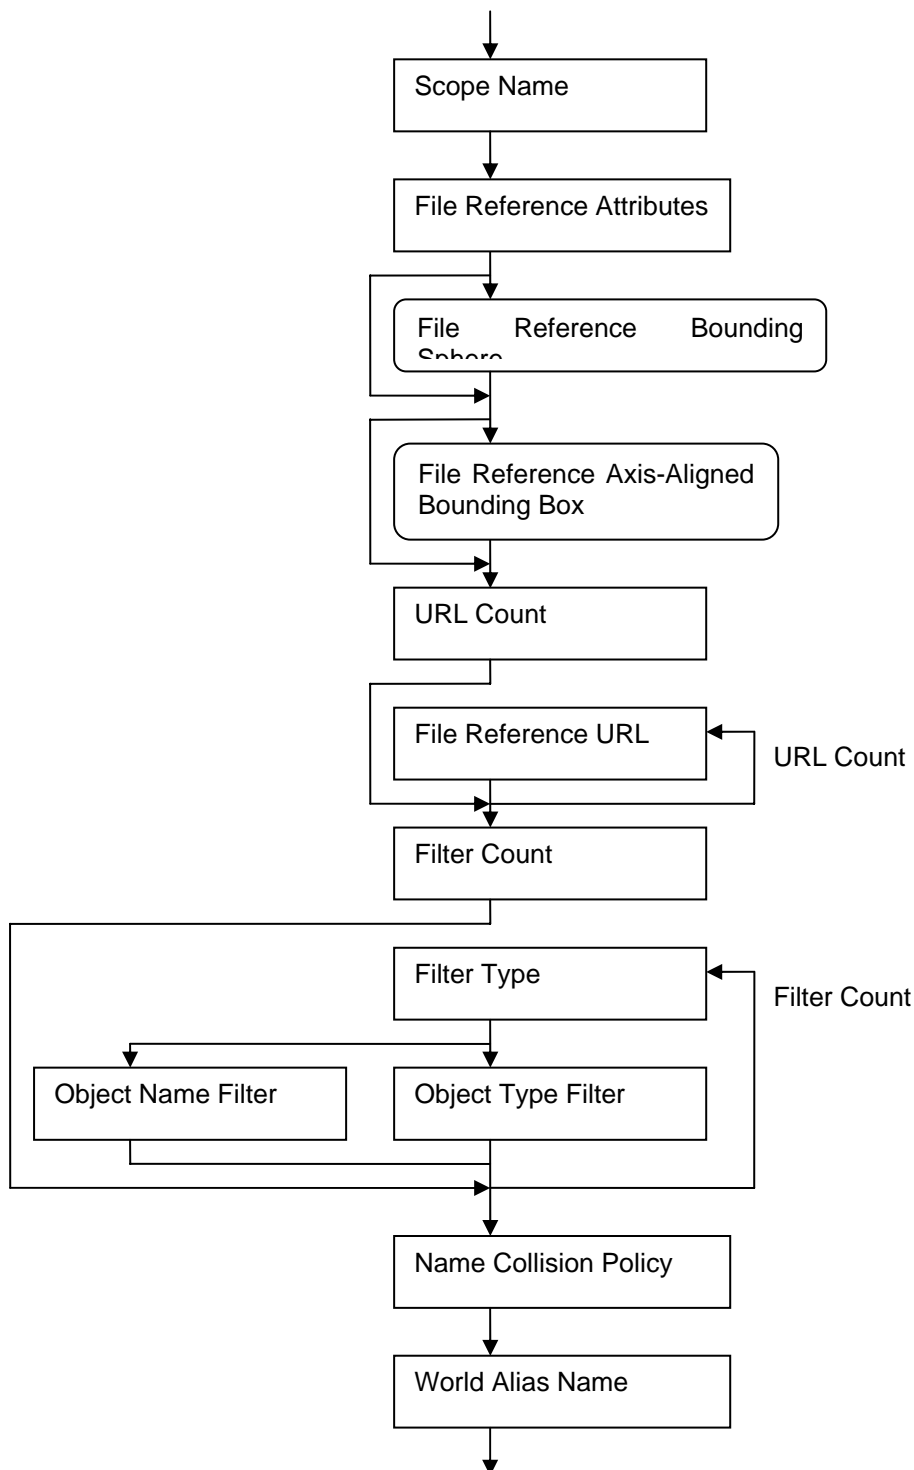 Scope Name
File Reference Attributes
File Reference Bounding
Sphere
File Reference Axis-Aligned
Bounding Box
URL Count
File Reference URL
URL Count
Filter Count
Filter Type
Filter Count
Object Name Filter
Object Type Filter
Name Collision Policy
World Alias Name